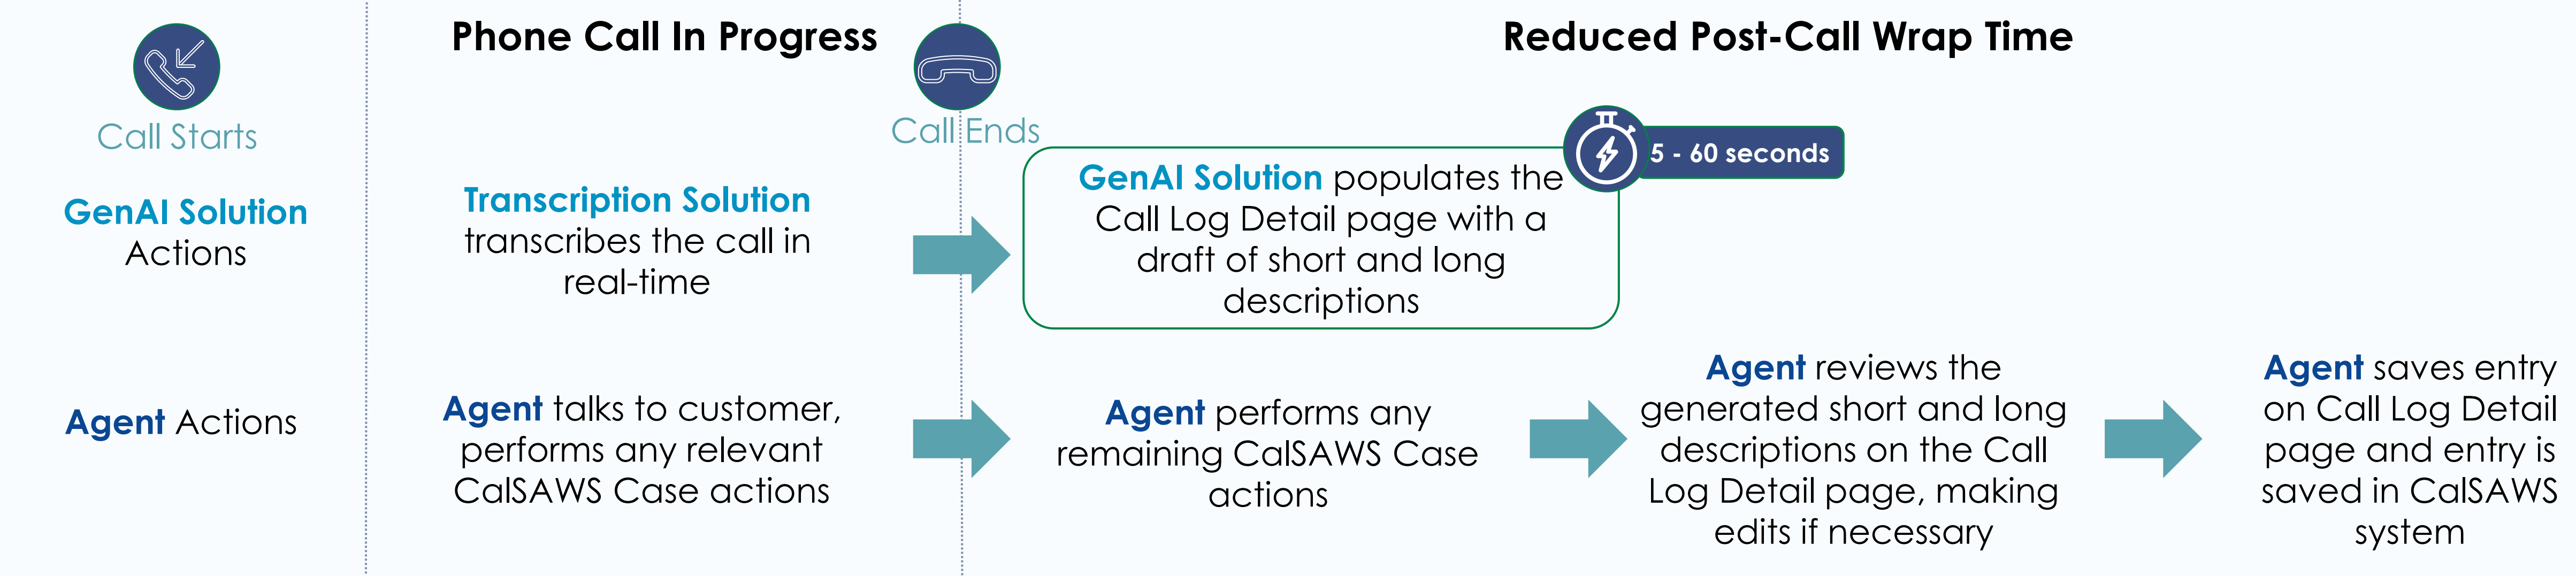 Phone Call In Progress
Reduced Post-Call Wrap Time
Call Starts
Call Ends
5 - 60 seconds
GenAI Solution
Actions
Transcription Solution
transcribes the call in
real-time
GenAI Solution populates the
Call Log Detail page with a
draft of short and long
descriptions
Agent Actions
Agent talks to customer,
performs any relevant
CalSAWS Case actions
Agent performs any
remaining CalSAWS Case
actions
Agent reviews the
generated short and long
descriptions on the Call
Log Detail page, making
edits if necessary
Agent saves entry
on Call Log Detail
page and entry is
saved in CalSAWS
system